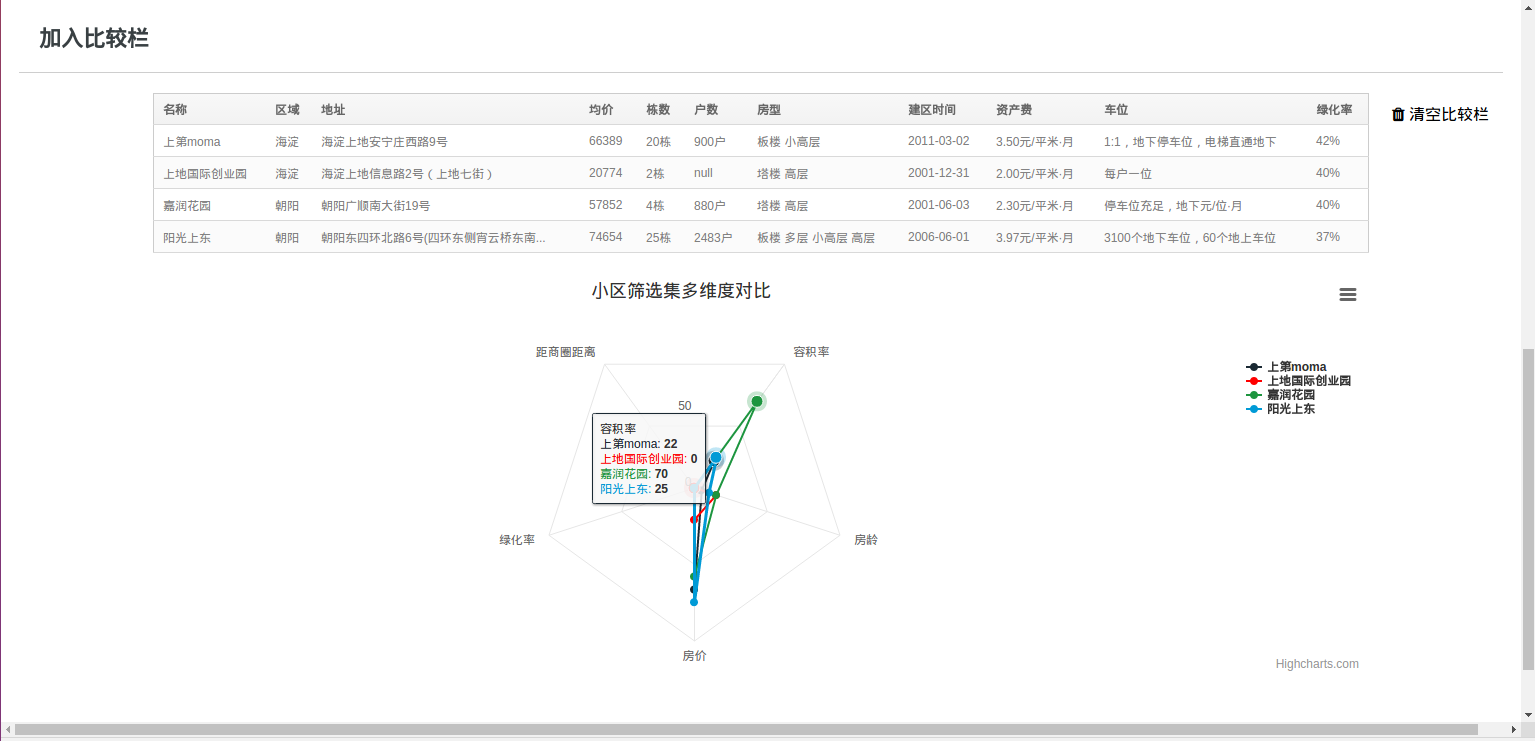 加入比较栏
名称 区域 地址 均价 栋数 户数 房型 建区时间 资产费 车位 绿化率
清空比较栏
上第moma 海淀 海淀上地安宁庄西路9号 66389 20栋 900户 板楼 小高层 2011-03-02 3.50元/平米·月 1:1，地下停车位，电梯直通地下 42%
上地国际创业园 海淀 海淀上地信息路2号（上地七街） 20774 2栋 null 塔楼 高层 2001-12-31 2.00元/平米·月 每户一位 40%
嘉润花园 朝阳 朝阳广顺南大街19号 57852 4栋 880户 塔楼 高层 2001-06-03 2.30元/平米·月 停车位充足，地下元/位·月 40%
阳光上东 朝阳 朝阳东四环北路6号(四环东侧宵云桥东南... 74654 25栋 2483户 板楼 多层 小高层 高层 2006-06-01 3.97元/平米·月 3100个地下车位，60个地上车位 37%
小区筛选集多维度对比
距商圈距离
容积率
上第moma
上地国际创业园
嘉润花园
阳光上东
50
容积率
上第moma: 22
上地国际创业园: 0
嘉润花园: 70
阳光上东: 25
绿化率
房龄
房价
Highcharts.com